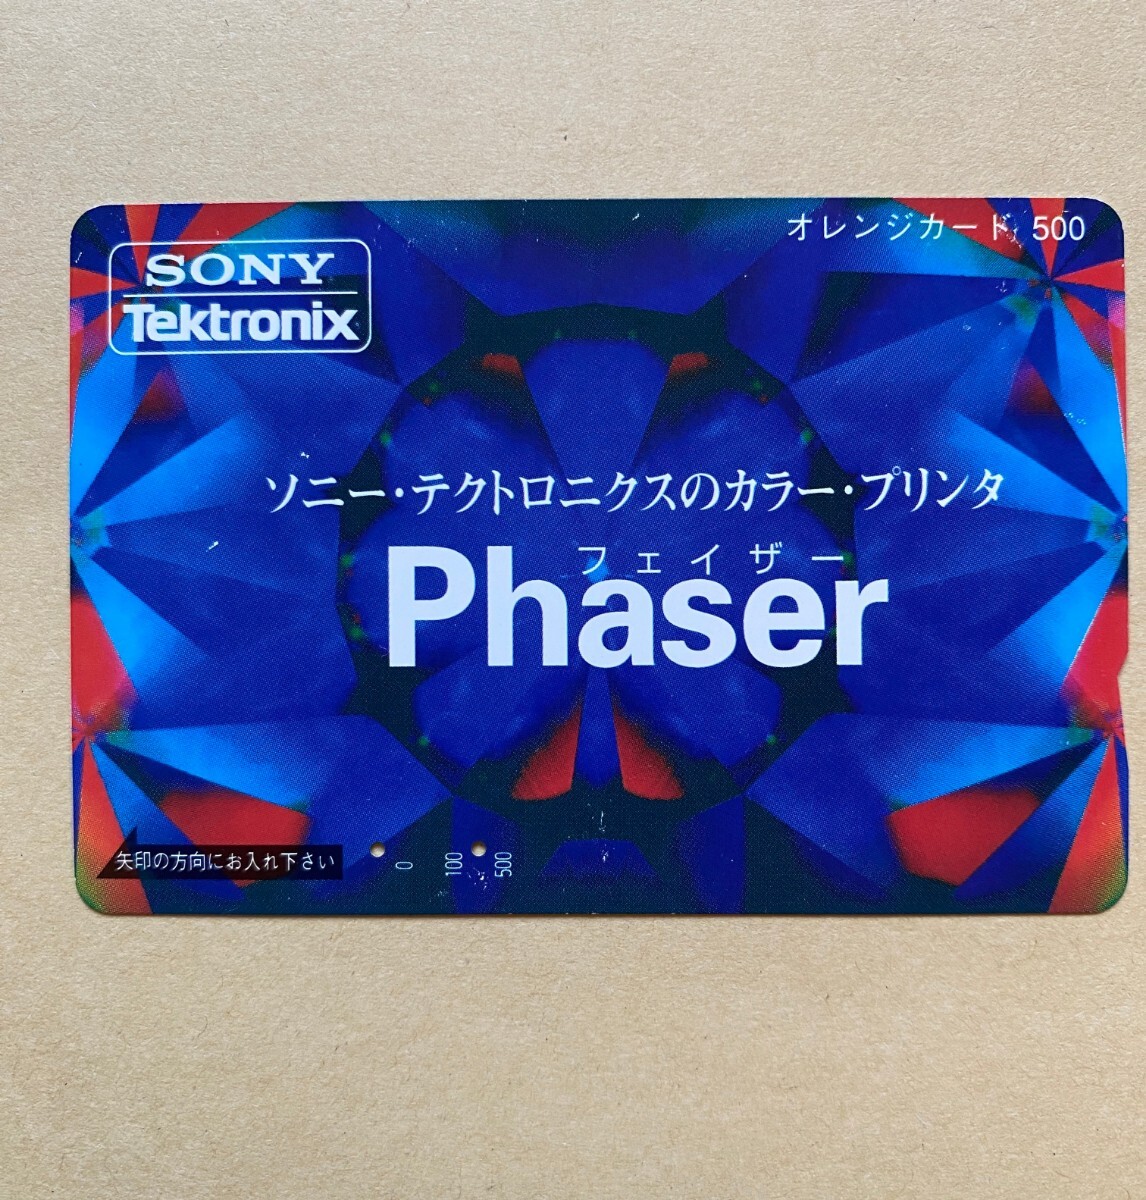 オレンジカード 500
SONY
Tektronix
ソニー・テクトロニクスのカラー・プリンタ
フェイザー
Phaser
矢印の方向にお入れ下さい
0 100 500